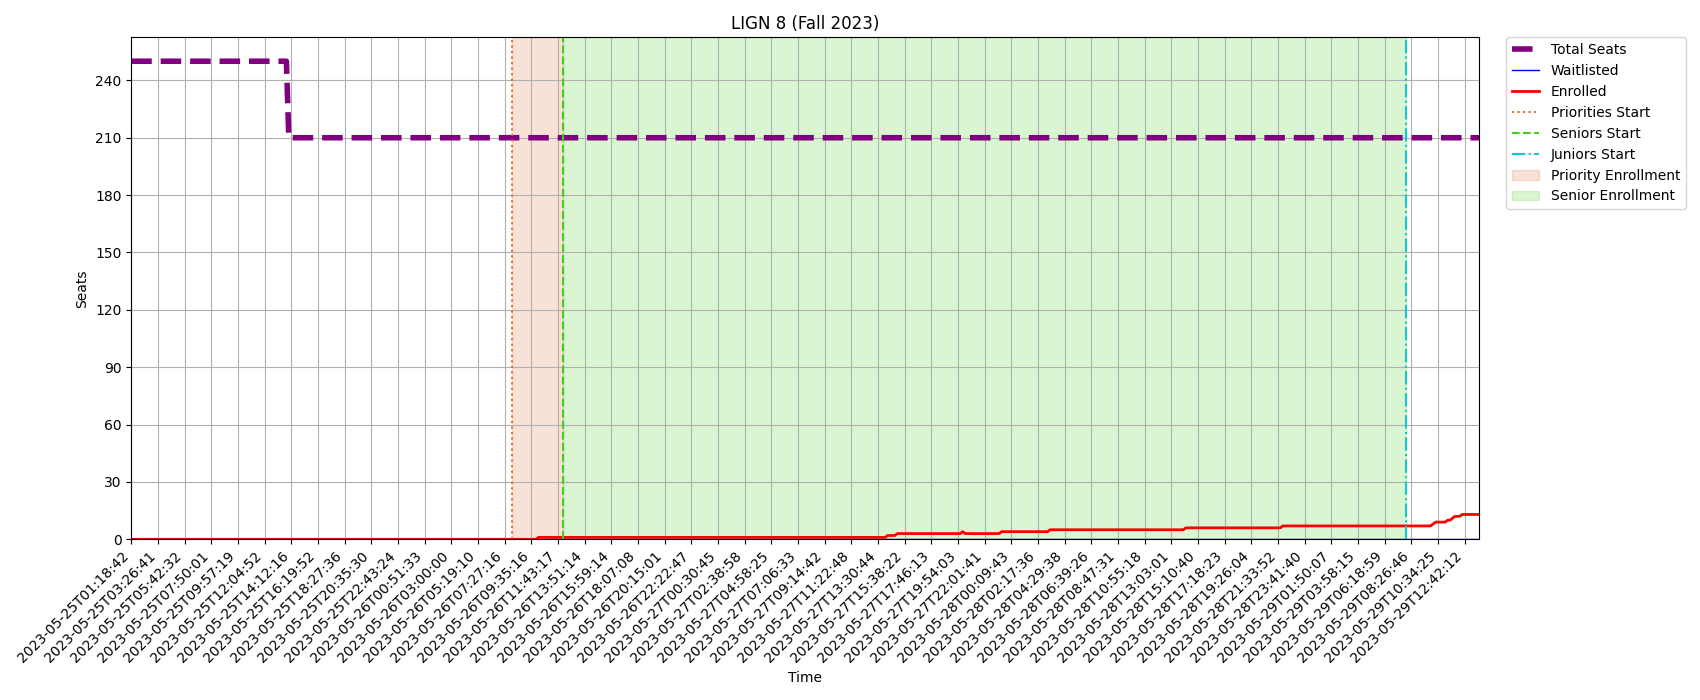 LIGN 8 (Fall 2023)
Total Seats
Waitlisted
Enrolled
Priorities Start
Seniors Start
Juniors Start
Priority Enrollment
Senior Enrollment
Seats
240
210
180
150
120
90
60
30
0
2023-05-25T01:18:42
2023-05-25T03:26:41
2023-05-25T05:42:32
2023-05-25T07:50:01
2023-05-25T09:57:19
2023-05-25T12:04:52
2023-05-25T14:12:16
2023-05-25T16:19:52
2023-05-25T18:27:36
2023-05-25T20:35:30
2023-05-25T22:43:24
2023-05-26T00:51:33
2023-05-26T03:00:00
2023-05-26T05:19:10
2023-05-26T07:27:16
2023-05-26T09:35:16
2023-05-26T11:43:17
2023-05-26T13:51:14
2023-05-26T15:59:14
2023-05-26T18:07:08
2023-05-26T20:15:01
2023-05-26T22:22:47
2023-05-27T00:30:45
2023-05-27T02:38:58
2023-05-27T04:58:25
2023-05-27T07:06:33
2023-05-27T09:14:42
2023-05-27T11:22:48
2023-05-27T13:30:44
2023-05-27T15:38:22
2023-05-27T17:46:13
2023-05-27T19:54:03
2023-05-27T22:01:41
2023-05-28T00:09:43
2023-05-28T02:17:36
2023-05-28T04:29:38
2023-05-28T06:39:26
2023-05-28T08:47:31
2023-05-28T10:55:18
2023-05-28T13:03:01
2023-05-28T15:10:40
2023-05-28T17:18:23
2023-05-28T19:26:04
2023-05-28T21:33:52
2023-05-28T23:41:40
2023-05-29T01:50:07
2023-05-29T03:58:15
2023-05-29T06:18:59
2023-05-29T08:26:46
2023-05-29T10:34:25
2023-05-29T12:42:12
Time